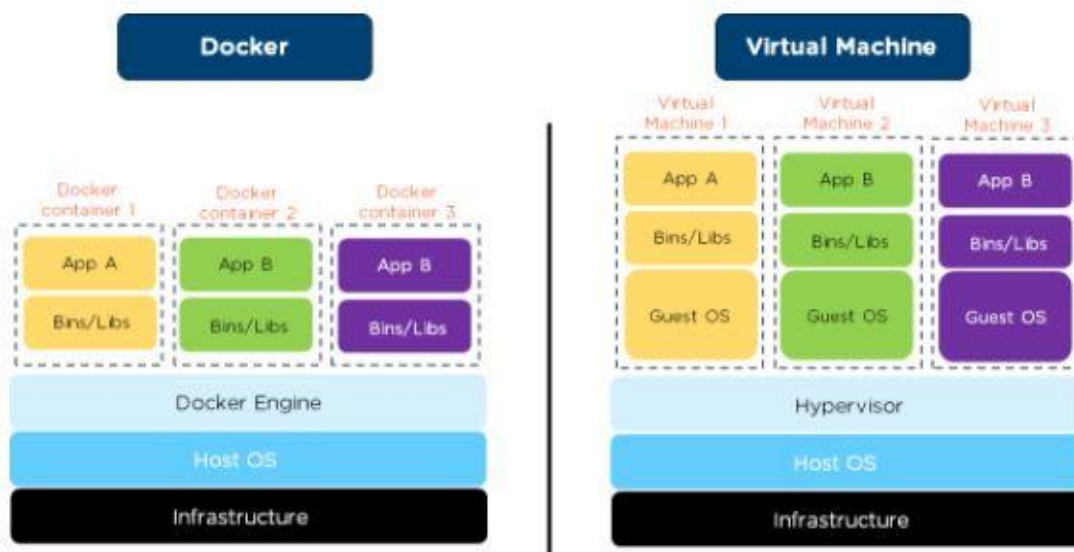 Docker
Virtual Machine
Virtual
Machine 1
Virtual
Machine 2
Virtual
Machine 3
Docker
container 1
Docker
container 2
Docker
container 3
App A
App B
App B
Bins/Libs
Bins/Libs
Bins/Libs
Docker Engine
Host OS
Infrastructure
App A
App B
App B
Bins/Libs
Bins/Libs
Bins/Libs
Guest OS
Guest OS
Guest OS
Hypervisor
Host OS
Infrastructure